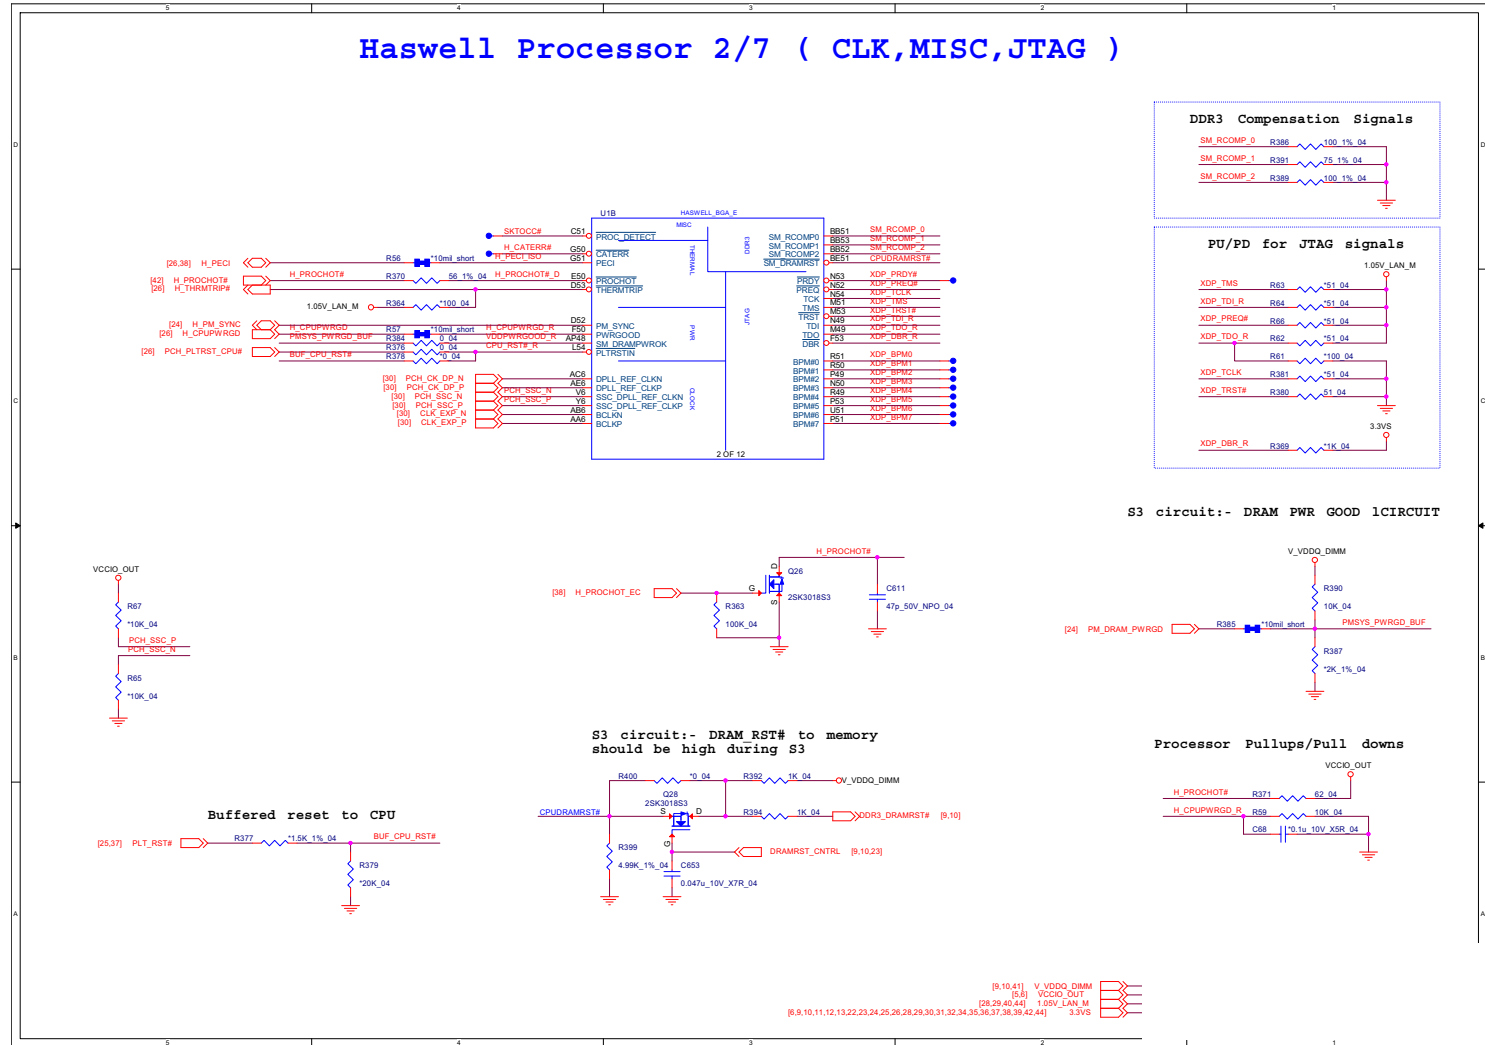 5 4 3 2 1
Haswell Processor 2/7 ( CLK,MISC,JTAG )
DDR3 Compensation Signals
SM_RCOMP_0 R386 100_1%_04
SM_RCOMP_1 R391 75_1%_04
SM_RCOMP_2 R389 100_1%_04
PU/PD for JTAG signals
1.05V_LAN_M
XDP_TMS R63 *51_04
XDP_TDI_R R64 *51_04
XDP_PREQ# R66 *51_04
XDP_TDO_R R62 *51_04
R61 *100_04
XDP_TCLK R381 *51_04
XDP_TRST# R380 51_04
3.3VS
XDP_DBR_R R369 *1K_04
U1B HASWELL_BGA_E
MISC
THERMAL
PWR
CLOCK
DDR3
JTAG
2 OF 12
SKTOCC# C51 PROC_DETECT
H_CATERR# G50 CATERR
[26,38] H_PECI R56 *10mil_short H_PECI_ISO G51 PECI
[42] H_PROCHOT# H_PROCHOT# R370 56_1%_04 H_PROCHOT#_D E50 PROCHOT
[26] H_THRMTRIP# D53 THERMTRIP
1.05V_LAN_M R364 *100_04
[24] H_PM_SYNC D52 PM_SYNC
[26] H_CPUPWRGD H_CPUPWRGD R57 *10mil_short H_CPUPWRGD_R F50 PWRGOOD
PMSYS_PWRGD_BUF R384 0_04 VDDPWRGOOD_R AP48 SM_DRAMPWROK
[26] PCH_PLTRST_CPU# R376 0_04 CPU_RST#_R L54 PLTRSTIN
BUF_CPU_RST# R378 *0_04
[30] PCH_CK_DP_N AC6 DPLL_REF_CLKN
[30] PCH_CK_DP_P AE6 DPLL_REF_CLKP
[30] PCH_SSC_N PCH_SSC_N V6 SSC_DPLL_REF_CLKN
[30] PCH_SSC_P PCH_SSC_P Y6 SSC_DPLL_REF_CLKP
[30] CLK_EXP_N AB6 BCLKN
[30] CLK_EXP_P AA6 BCLKP
SM_RCOMP0 BB51 SM_RCOMP_0
SM_RCOMP1 BB53 SM_RCOMP_1
SM_RCOMP2 BB52 SM_RCOMP_2
SM_DRAMRST BE51 CPUDRAMRST#
PRDY N53 XDP_PRDY#
PREQ N52 XDP_PREQ#
TCK N54 XDP_TCLK
TMS M51 XDP_TMS
TRST M53 XDP_TRST#
TDI N49 XDP_TDI_R
TDO M49 XDP_TDO_R
DBR F53 XDP_DBR_R
BPM#0 R51 XDP_BPM0
BPM#1 R50 XDP_BPM1
BPM#2 P49 XDP_BPM2
BPM#3 N50 XDP_BPM3
BPM#4 R49 XDP_BPM4
BPM#5 P53 XDP_BPM5
BPM#6 U51 XDP_BPM6
BPM#7 P51 XDP_BPM7
VCCIO_OUT
R67
*10K_04
PCH_SSC_P
PCH_SSC_N
R65
*10K_04
H_PROCHOT#
D
Q26
G
2SK3018S3
S
[38] H_PROCHOT_EC
R363
100K_04
C611
47p_50V_NPO_04
S3 circuit:- DRAM PWR GOOD lCIRCUIT
V_VDDQ_DIMM
R390
10K_04
[24] PM_DRAM_PWRGD R385 *10mil_short PMSYS_PWRGD_BUF
R387
*2K_1%_04
S3 circuit:- DRAM_RST# to memory
should be high during S3
R400 *0_04 R392 1K_04 V_VDDQ_DIMM
Q28
2SK3018S3
CPUDRAMRST# S D R394 1K_04 DDR3_DRAMRST# [9,10]
G
R399
4.99K_1%_04
DRAMRST_CNTRL [9,10,23]
C653
0.047u_10V_X7R_04
Processor Pullups/Pull downs
VCCIO_OUT
H_PROCHOT# R371 62_04
H_CPUPWRGD_R R59 10K_04
C68 *0.1u_10V_X5R_04
Buffered reset to CPU
[25,37] PLT_RST# R377 *1.5K_1%_04 BUF_CPU_RST#
R379
*20K_04
[9,10,41] V_VDDQ_DIMM
[5,6] VCCIO_OUT
[28,29,40,44] 1.05V_LAN_M
[6,9,10,11,12,13,22,23,24,25,26,28,29,30,31,32,34,35,36,37,38,39,42,44] 3.3VS
D D
C C
B B
A A
5 4 3 2 1